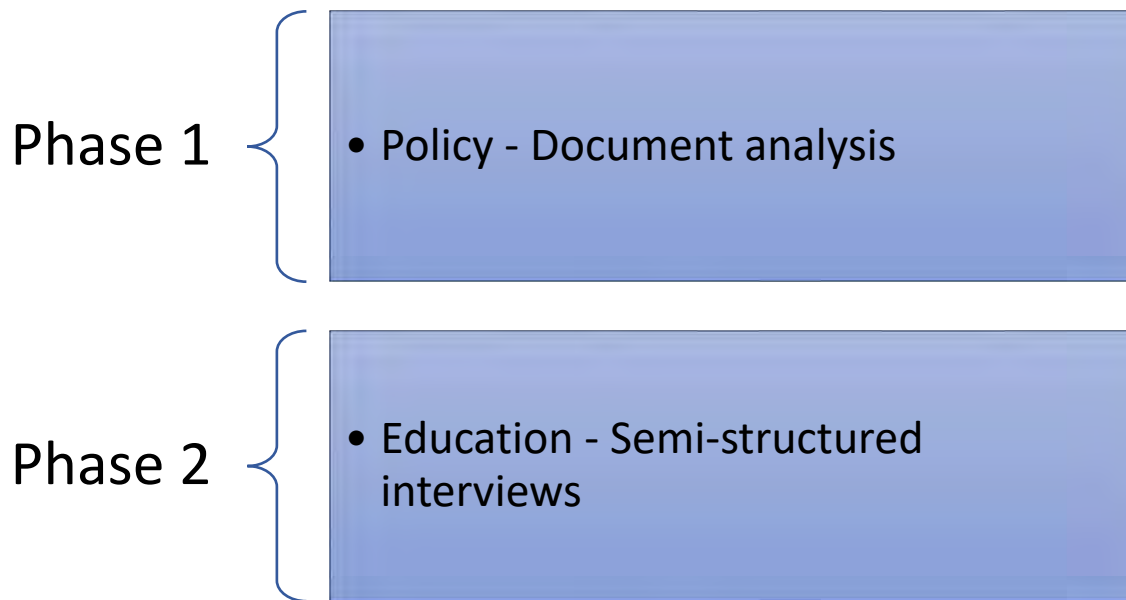 Phase 1
• Policy - Document analysis
Phase 2
• Education - Semi-structured
interviews